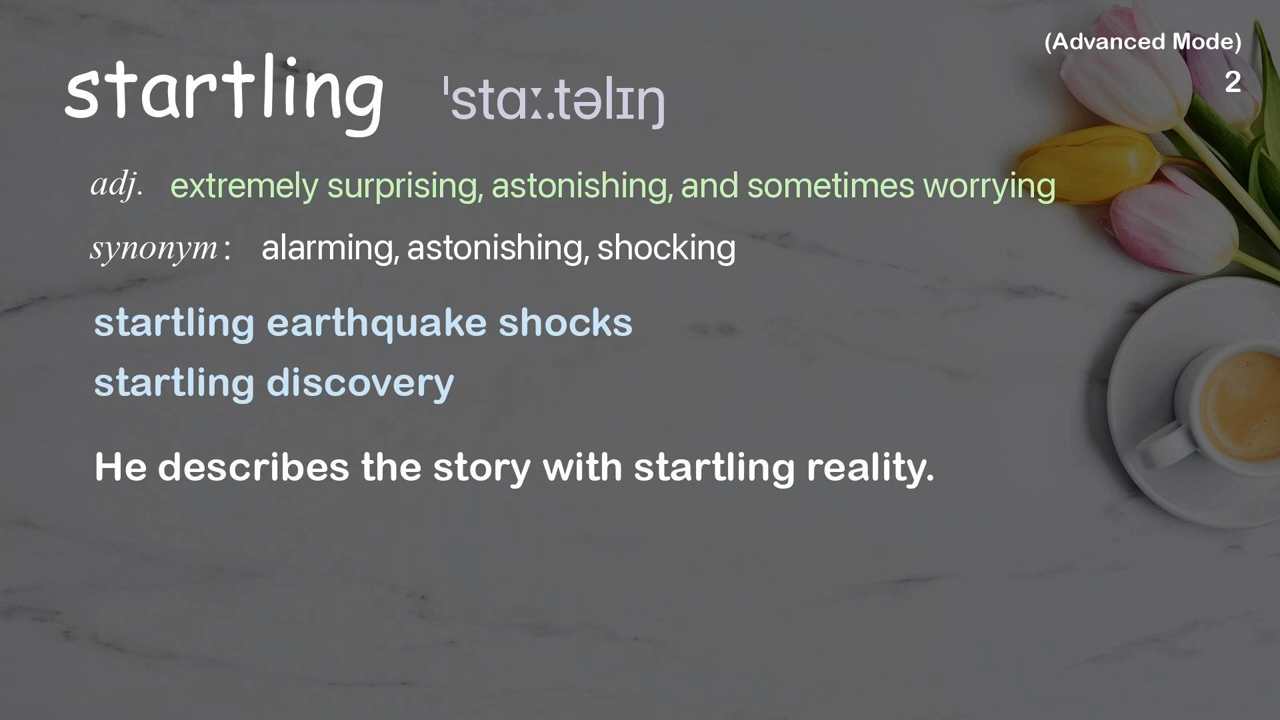 (Advanced Mode)
2
startling ˈstɑː.təlɪŋ
adj. extremely surprising, astonishing, and sometimes worrying
synonym: alarming, astonishing, shocking
startling earthquake shocks
startling discovery
He describes the story with startling reality.